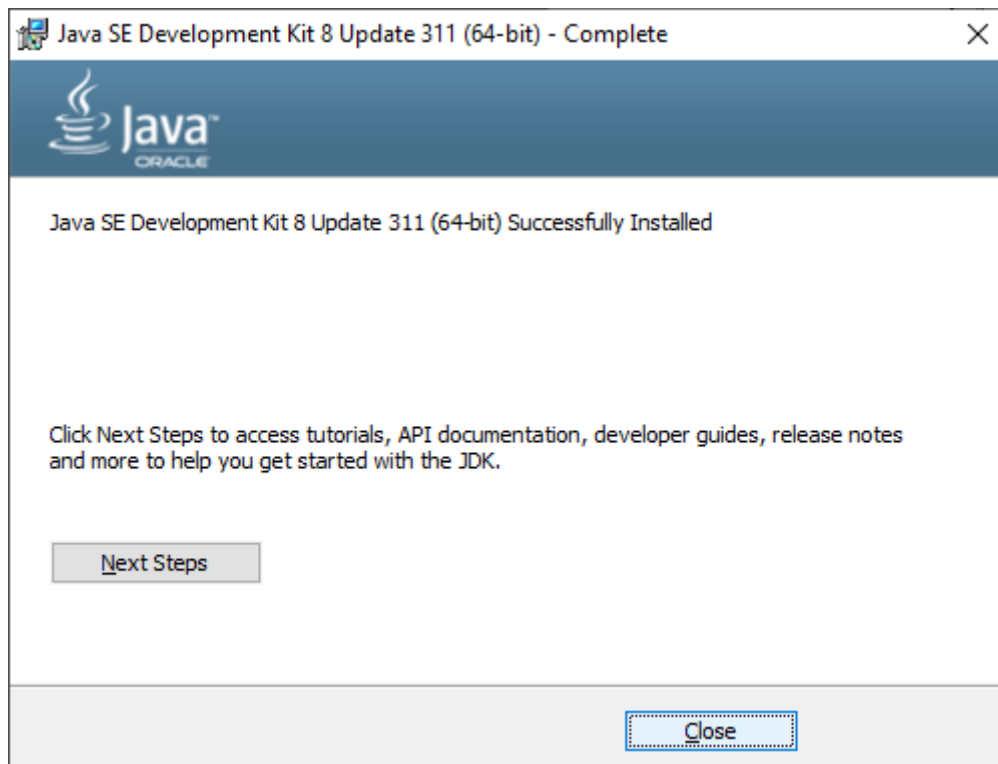 Java SE Development Kit 8 Update 311 (64-bit) - Complete
Java™
ORACLE
Java SE Development Kit 8 Update 311 (64-bit) Successfully Installed
Click Next Steps to access tutorials, API documentation, developer guides, release notes
and more to help you get started with the JDK.
Next Steps
Close